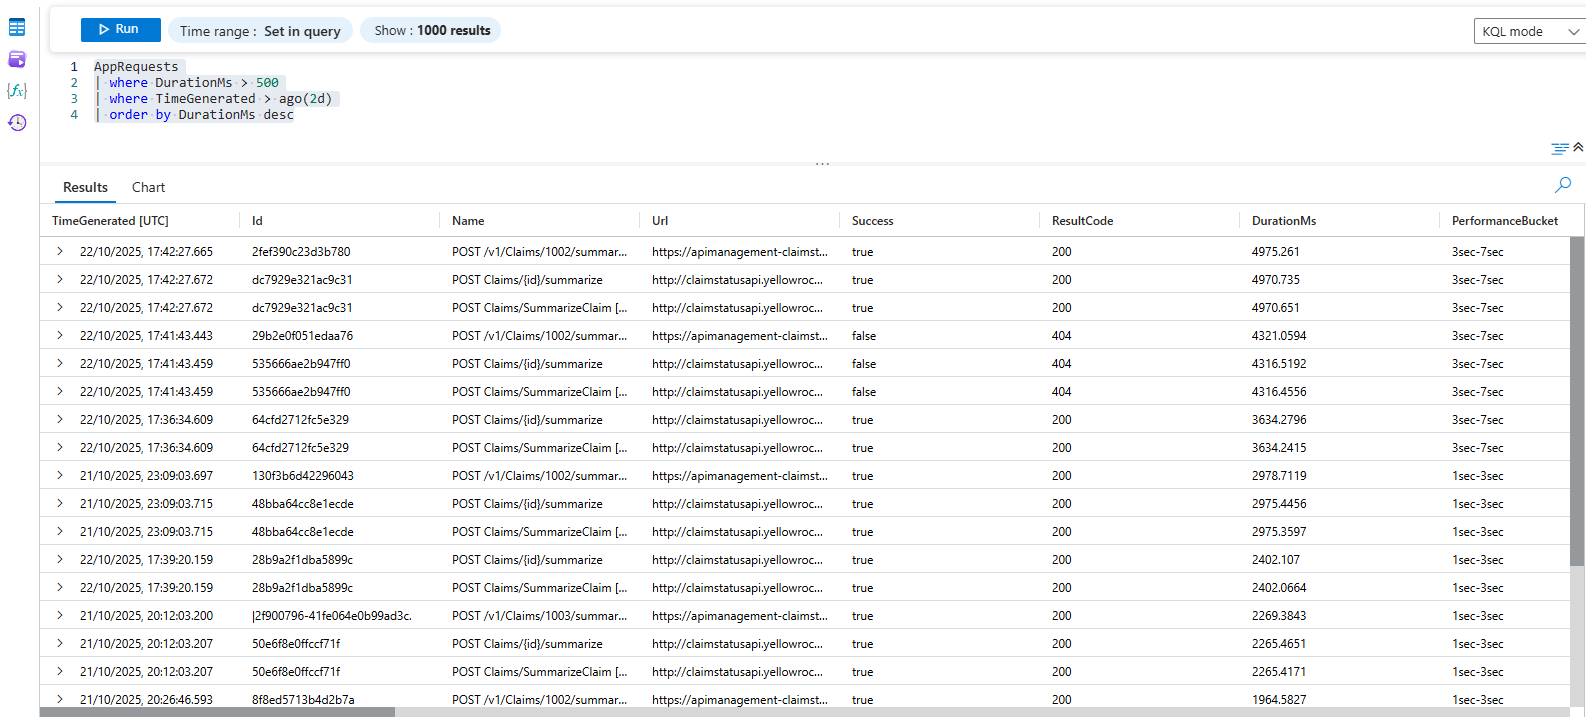 Run Time range : Set in query Show : 1000 results KQL mode
{fx}
1 AppRequests
2 | where DurationMs > 500
3 | where TimeGenerated > ago(2d)
4 | order by DurationMs desc
...
Results Chart
TimeGenerated [UTC] Id Name Url Success ResultCode DurationMs PerformanceBucket
22/10/2025, 17:42:27.665 2fef390c23d3b780 POST /v1/Claims/1002/summar... https://apimanagement-claimst... true 200 4975.261 3sec-7sec
22/10/2025, 17:42:27.672 dc7929e321ac9c31 POST Claims/{id}/summarize http://claimstatusapi.yellowroc... true 200 4970.735 3sec-7sec
22/10/2025, 17:42:27.672 dc7929e321ac9c31 POST Claims/SummarizeClaim [... http://claimstatusapi.yellowroc... true 200 4970.651 3sec-7sec
22/10/2025, 17:41:43.443 29b2e0f051edaa76 POST /v1/Claims/1002/summar... https://apimanagement-claimst... false 404 4321.0594 3sec-7sec
22/10/2025, 17:41:43.459 535666ae2b947ff0 POST Claims/{id}/summarize http://claimstatusapi.yellowroc... false 404 4316.5192 3sec-7sec
22/10/2025, 17:41:43.459 535666ae2b947ff0 POST Claims/SummarizeClaim [... http://claimstatusapi.yellowroc... false 404 4316.4556 3sec-7sec
22/10/2025, 17:36:34.609 64cfd2712fc5e329 POST Claims/{id}/summarize http://claimstatusapi.yellowroc... true 200 3634.2796 3sec-7sec
22/10/2025, 17:36:34.609 64cfd2712fc5e329 POST Claims/SummarizeClaim [... http://claimstatusapi.yellowroc... true 200 3634.2415 3sec-7sec
21/10/2025, 23:09:03.697 130f3b6d42296043 POST /v1/Claims/1002/summar... https://apimanagement-claimst... true 200 2978.7119 1sec-3sec
21/10/2025, 23:09:03.715 48bba64cc8e1ecde POST Claims/{id}/summarize http://claimstatusapi.yellowroc... true 200 2975.4456 1sec-3sec
21/10/2025, 23:09:03.715 48bba64cc8e1ecde POST Claims/SummarizeClaim [... http://claimstatusapi.yellowroc... true 200 2975.3597 1sec-3sec
22/10/2025, 17:39:20.159 28b9a2f1dba5899c POST Claims/{id}/summarize http://claimstatusapi.yellowroc... true 200 2402.107 1sec-3sec
22/10/2025, 17:39:20.159 28b9a2f1dba5899c POST Claims/SummarizeClaim [... http://claimstatusapi.yellowroc... true 200 2402.0664 1sec-3sec
21/10/2025, 20:12:03.200 |2f900796-41fe064e0b99ad3c. POST /v1/Claims/1003/summar... https://apimanagement-claimst... true 200 2269.3843 1sec-3sec
21/10/2025, 20:12:03.207 50e6f8e0ffccf71f POST Claims/{id}/summarize http://claimstatusapi.yellowroc... true 200 2265.4651 1sec-3sec
21/10/2025, 20:12:03.207 50e6f8e0ffccf71f POST Claims/SummarizeClaim [... http://claimstatusapi.yellowroc... true 200 2265.4171 1sec-3sec
21/10/2025, 20:26:46.593 8f8ed5713b4d2b7a POST /v1/Claims/1002/summar... https://apimanagement-claimst... true 200 1964.5827 1sec-3sec